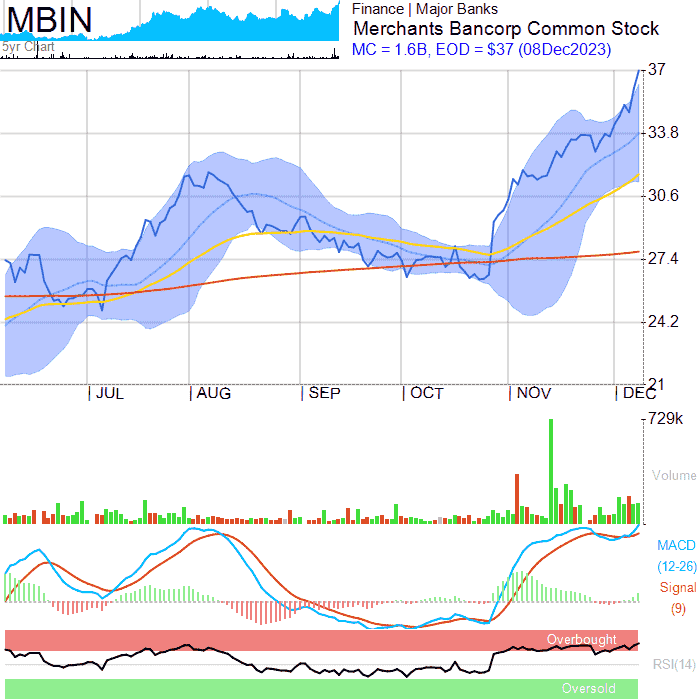 MBIN
5yr Chart
Finance | Major Banks
Merchants Bancorp Common Stock
MC = 1.6B, EOD = $37 (08Dec2023)
37
33.8
30.6
27.4
24.2
21
JUL AUG SEP OCT NOV DEC
729k
Volume
MACD
(12-26)
Signal
(9)
Overbought
RSI(14)
Oversold